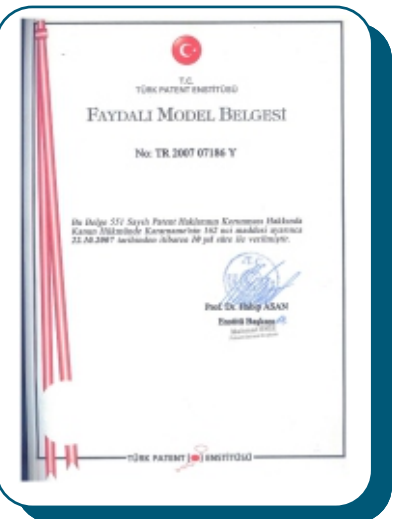 T.C.
TÜRK PATENT ENSTİTÜSÜ
FAYDALI MODEL BELGESİ
No: TR 2007 07186 Y
Bu Belge 551 Sayılı Patent Haklarının Korunması Hakkında
Kanun Hükmünde Kararname'nin 162 nci maddesi uyarınca
22.10.2007 tarihinden itibaren 10 yıl süre ile verilmiştir.
Prof. Dr. Habip ASAN
Enstitü Başkanı
TÜRK PATENT ENSTİTÜSÜ